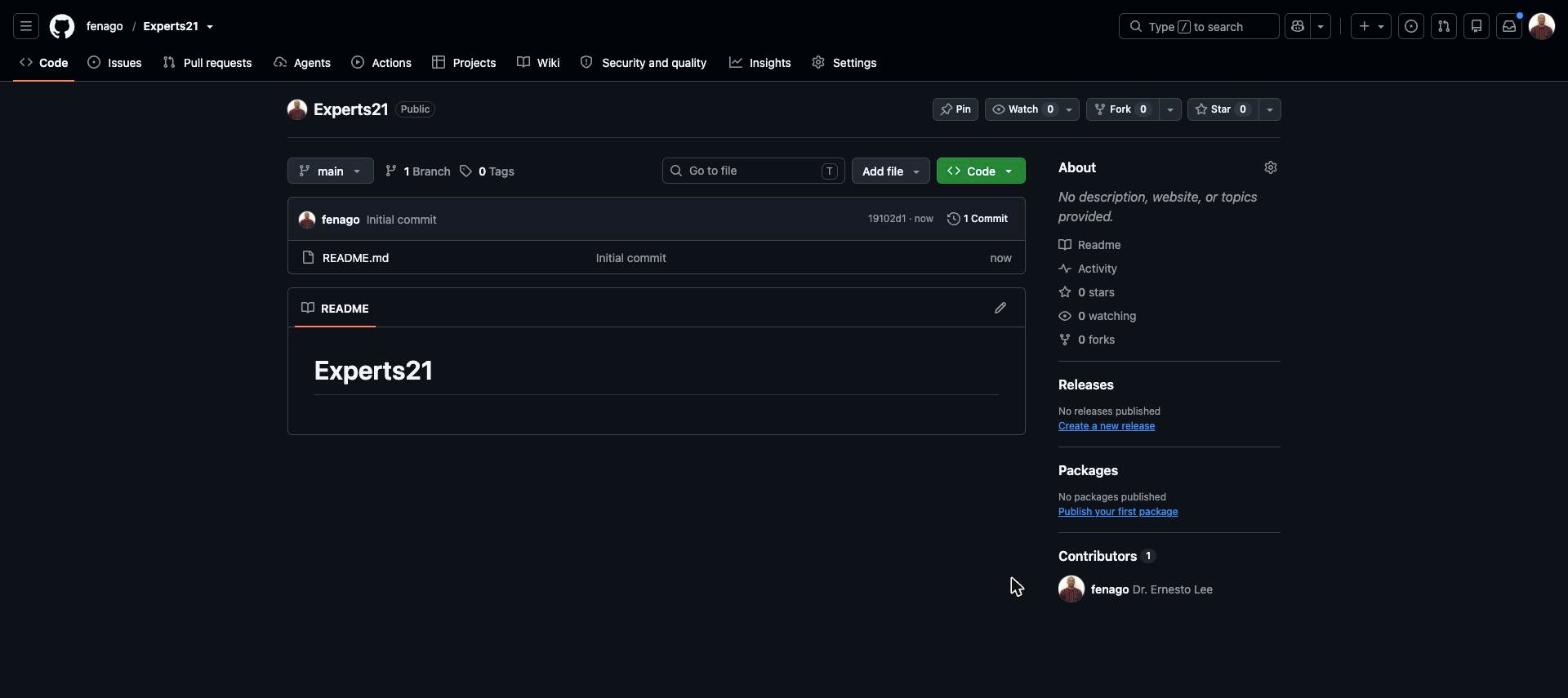 fenago / Experts21
Type / to search
Code Issues Pull requests Agents Actions Projects Wiki Security and quality Insights Settings
Experts21 Public
Pin Watch 0 Fork 0 Star 0
main 1 Branch 0 Tags
Go to file T Add file Code
fenago Initial commit 19102d1 · now 1 Commit
README.md Initial commit now
README
Experts21
About
No description, website, or topics
provided.
Readme
Activity
0 stars
0 watching
0 forks
Releases
No releases published
Create a new release
Packages
No packages published
Publish your first package
Contributors 1
fenago Dr. Ernesto Lee